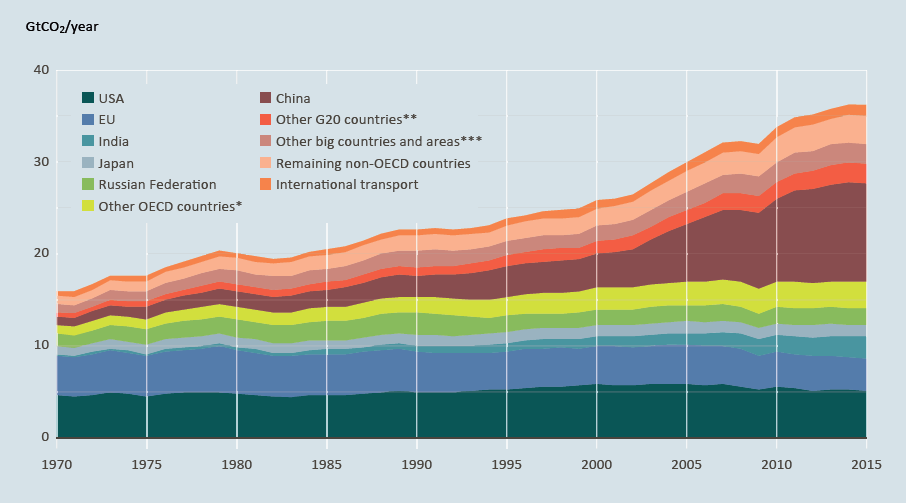 GtCO₂/year
40
30
20
10
0
USA
EU
India
Japan
Russian Federation
Other OECD countries*
China
Other G20 countries**
Other big countries and areas***
Remaining non-OECD countries
International transport
1970 1975 1980 1985 1990 1995 2000 2005 2010 2015